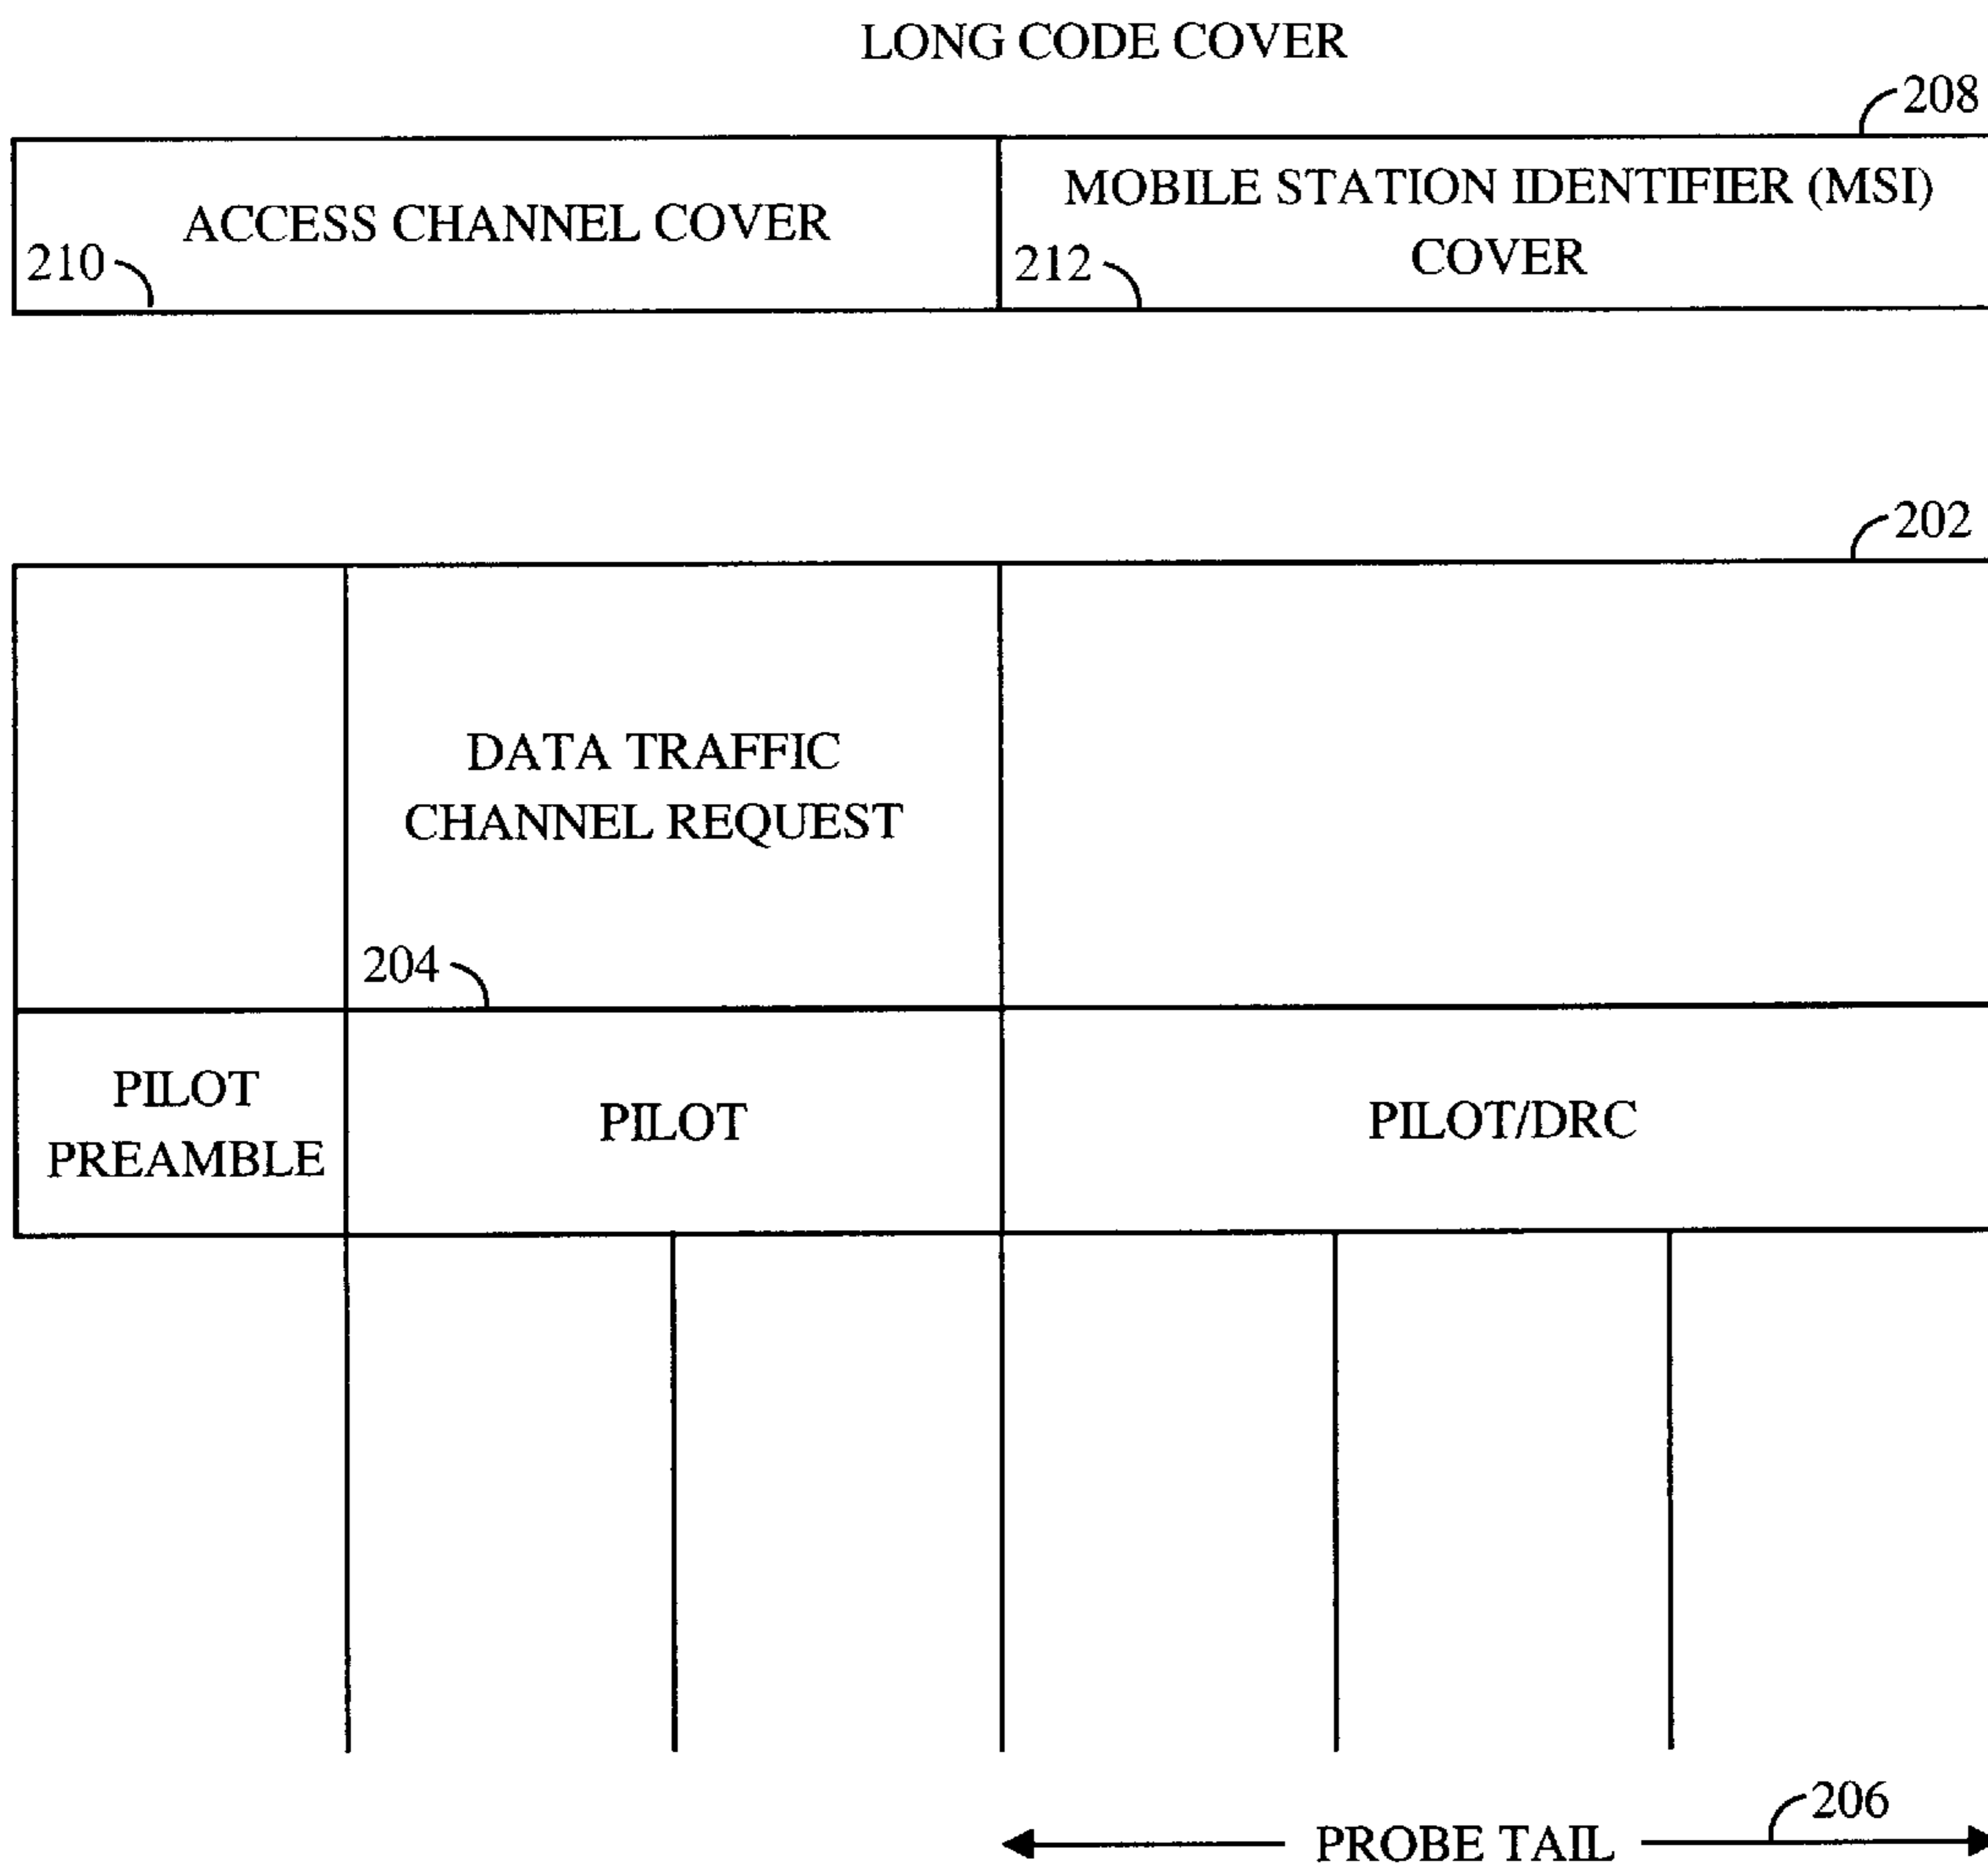 LONG CODE COVER
208
ACCESS CHANNEL COVER
210
MOBILE STATION IDENTIFIER (MSI)
COVER
212
202
DATA TRAFFIC
CHANNEL REQUEST
204
PILOT
PREAMBLE
PILOT
PILOT/DRC
206
PROBE TAIL